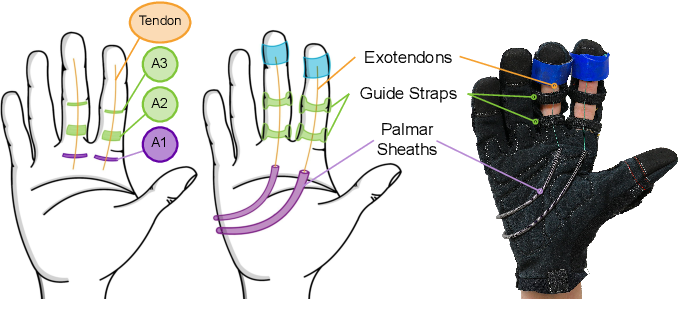 Tendon
A3
A2
A1
Exotendons
Guide Straps
Palmar
Sheaths